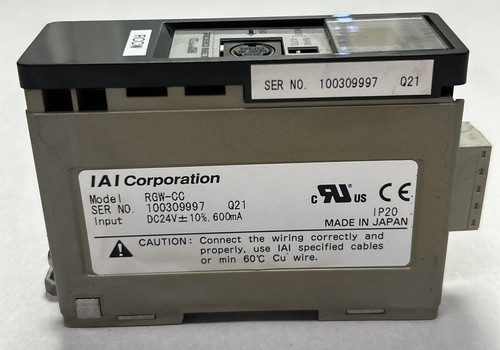 RCON
SER NO. 100309997 Q21
IAI Corporation
Model RGW-CC
SER NO. 100309997 Q21
Input DC24V±10%, 600mA
c RU US CE
IP20
MADE IN JAPAN
CAUTION: Connect the wiring correctly and
properly, use IAI specified cables
or min 60℃ Cu wire.